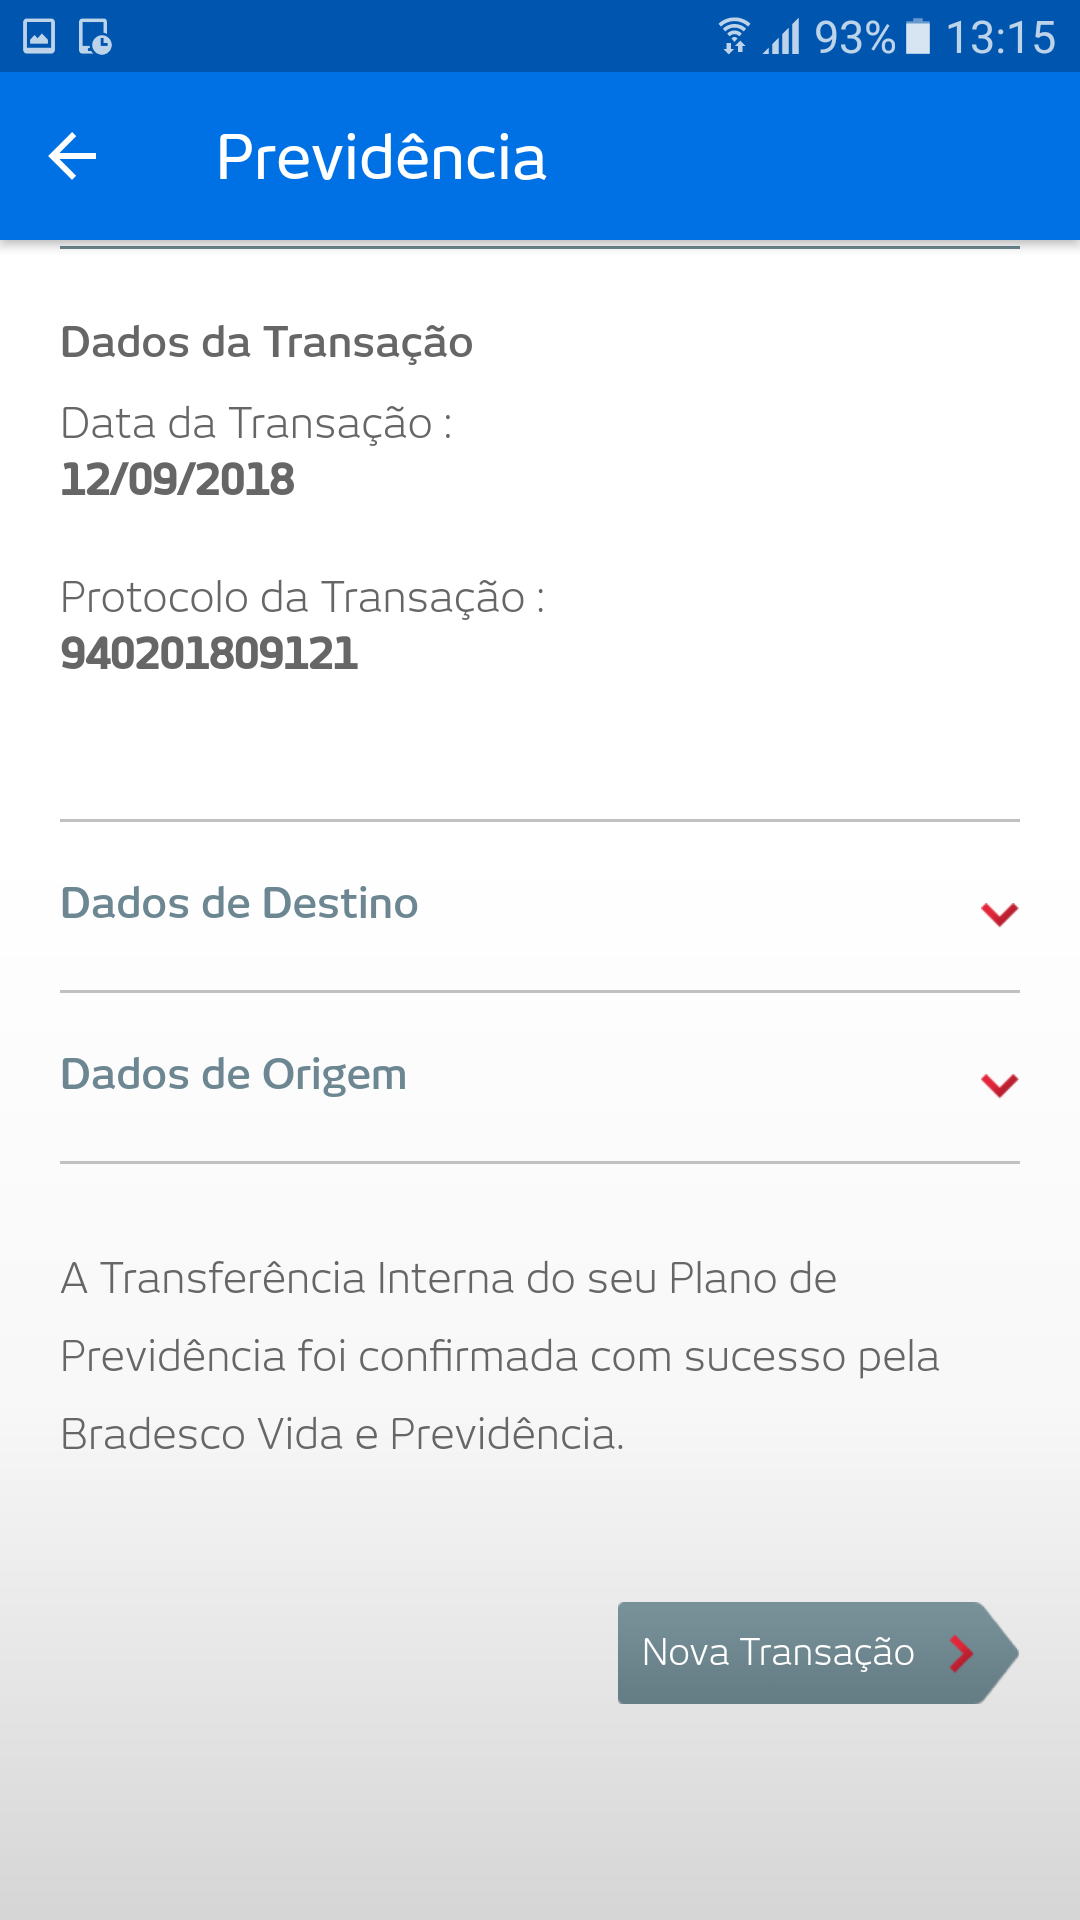 93% 13:15
Previdência
Dados da Transação
Data da Transação :
12/09/2018
Protocolo da Transação :
940201809121
Dados de Destino
Dados de Origem
A Transferência Interna do seu Plano de
Previdência foi confirmada com sucesso pela
Bradesco Vida e Previdência.
Nova Transação